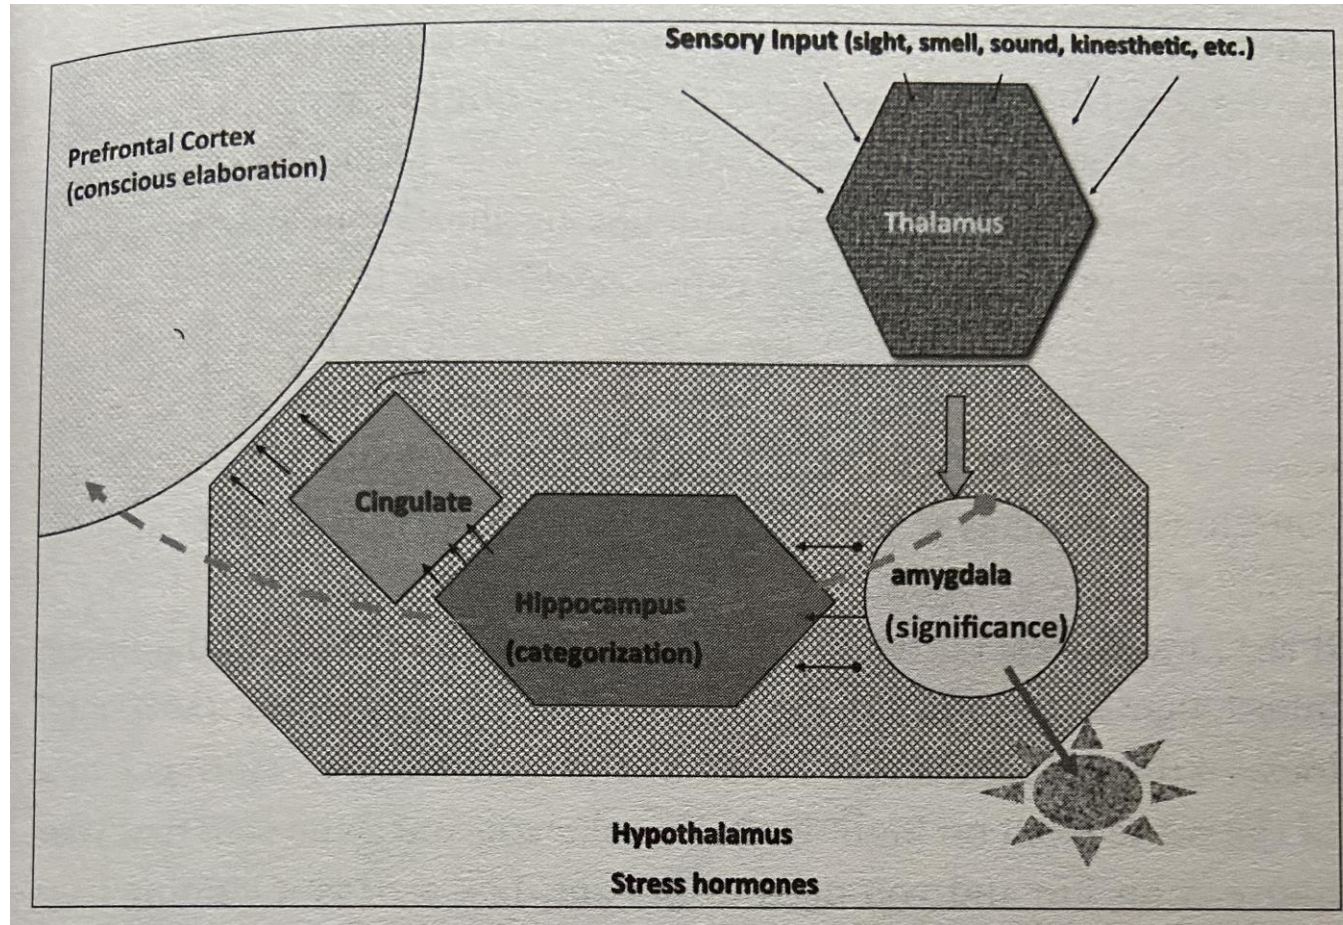 Sensory Input (sight, smell, sound, kinesthetic, etc.)
Prefrontal Cortex
(conscious elaboration)
Thalamus
Cingulate
Hippocampus
(categorization)
amygdala
(significance)
Hypothalamus
Stress hormones